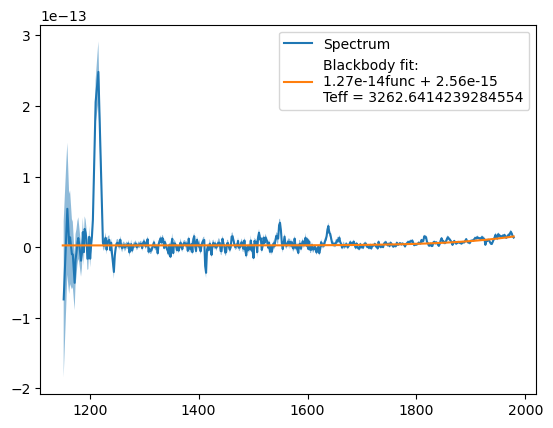 1e−13
Spectrum
Blackbody fit:
1.27e-14func + 2.56e-15
Teff = 3262.6414239284554
3
2
1
0
−1
−2
1200
1400
1600
1800
2000